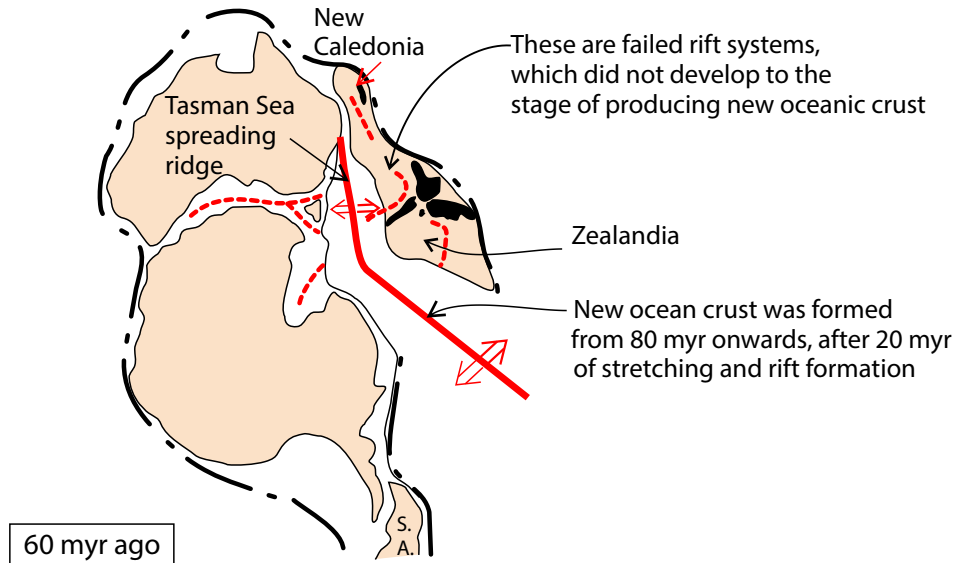 New
Caledonia
These are failed rift systems,
which did not develop to the
stage of producing new oceanic crust
Tasman Sea
spreading
ridge
Zealandia
New ocean crust was formed
from 80 myr onwards, after 20 myr
of stretching and rift formation
S.
A.
60 myr ago